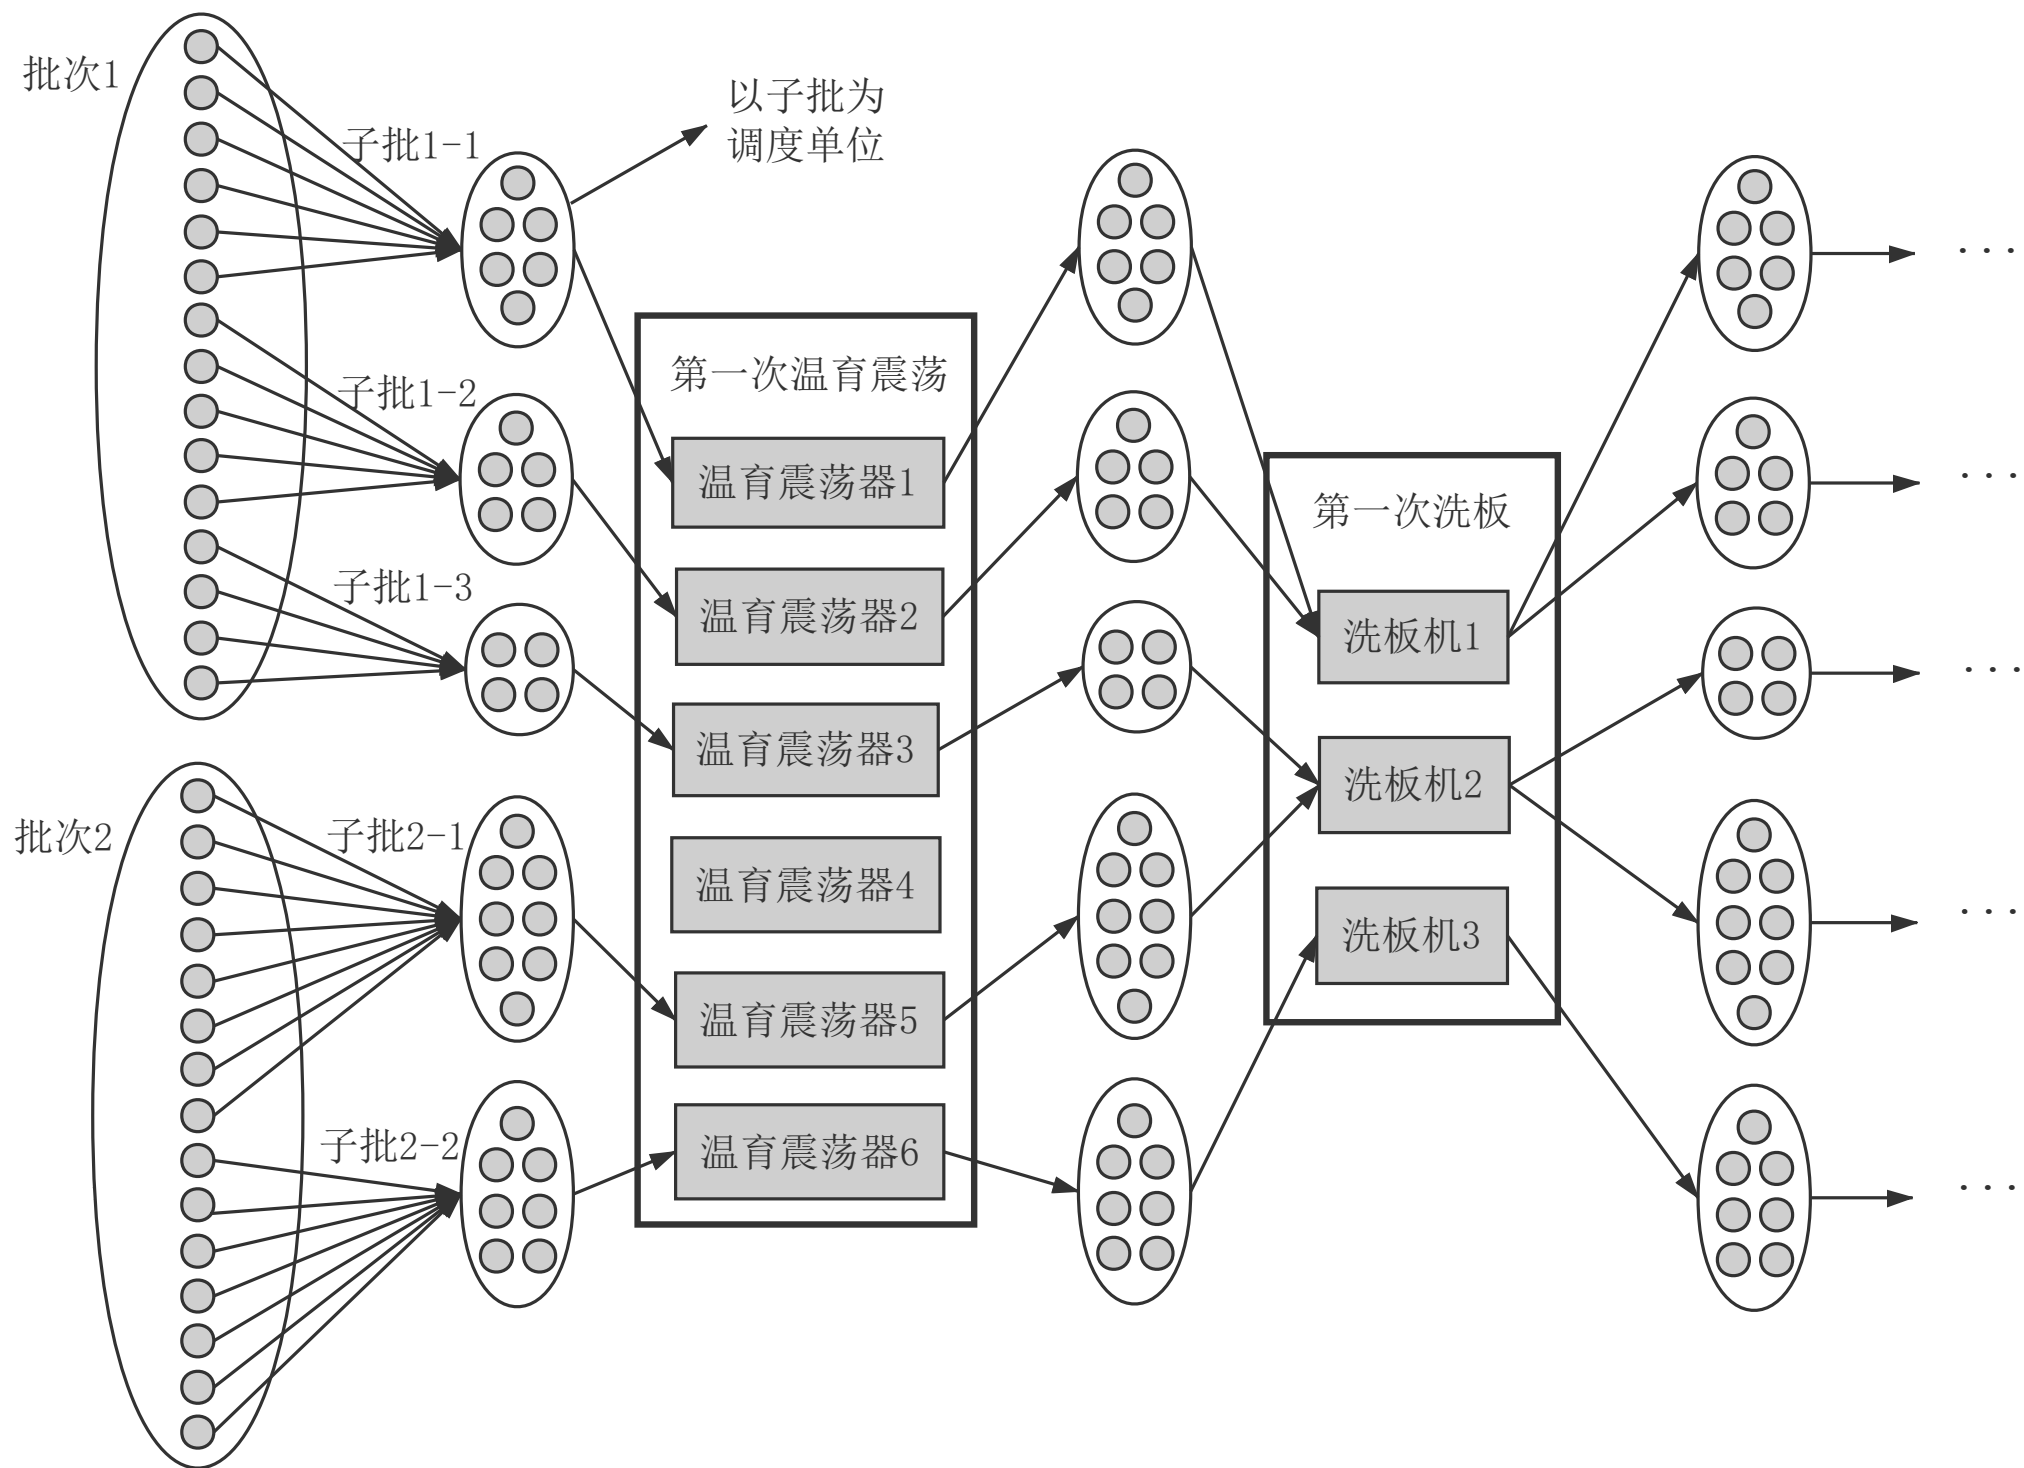 批次1
以子批为
调度单位
子批1-1
第一次温育震荡
子批1-2
温育震荡器1
第一次洗板
子批1-3
温育震荡器2
洗板机1
温育震荡器3
洗板机2
批次2
子批2-1
温育震荡器4
洗板机3
温育震荡器5
子批2-2
温育震荡器6
...
...
...
...
...